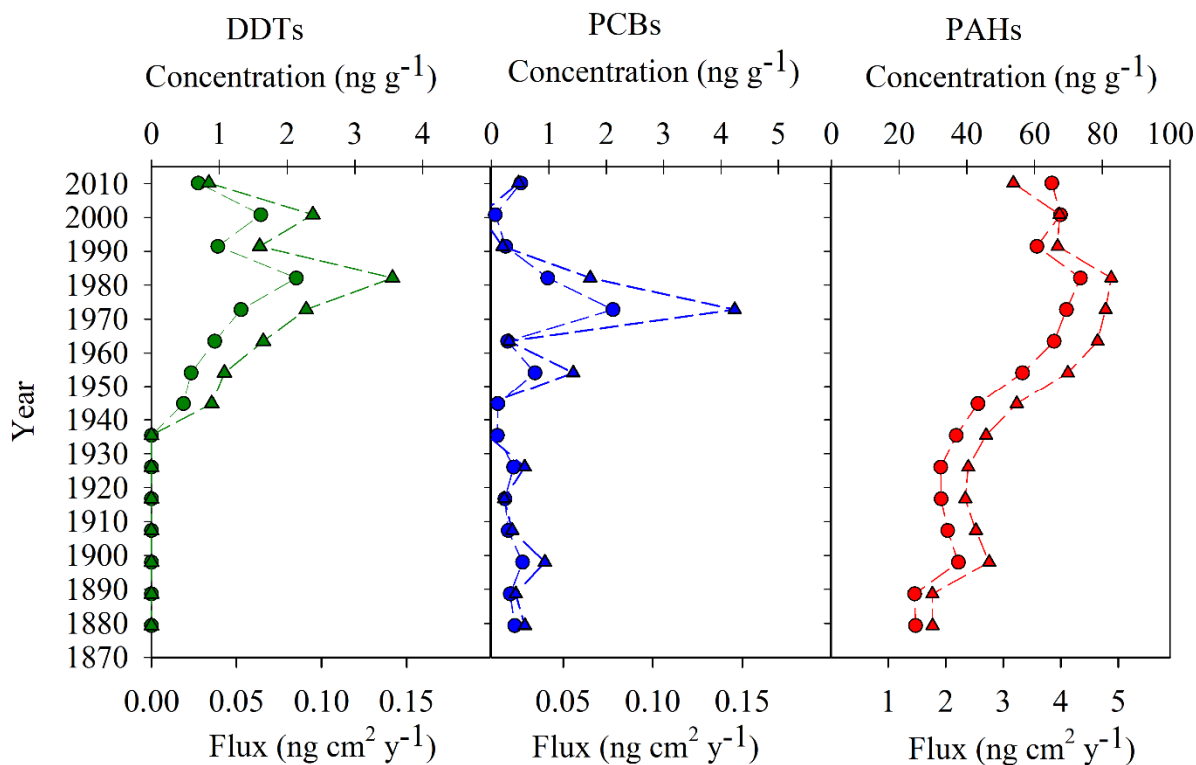 DDTs PCBs PAHs
Concentration (ng g-1) Concentration (ng g-1) Concentration (ng g-1)
0 1 2 3 4 0 1 2 3 4 5 0 20 40 60 80 100
2010
2000
1990
1980
1970
1960
1950
1940
1930
1920
1910
1900
1890
1880
1870
Year
0.00 0.05 0.10 0.15 0.05 0.10 0.15 1 2 3 4 5
Flux (ng cm2 y-1) Flux (ng cm2 y-1) Flux (ng cm2 y-1)